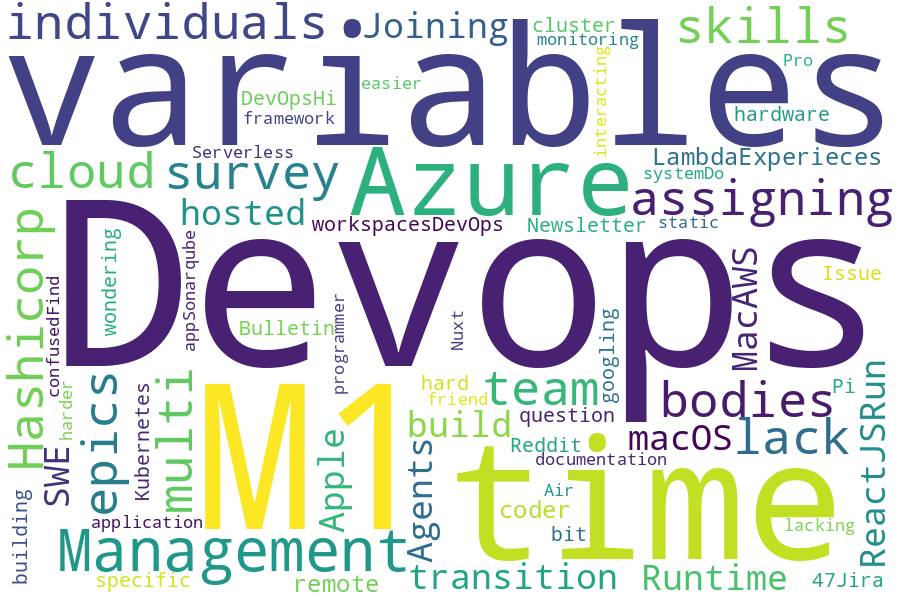 individuals
Joining
cluster
monitoring
skills
variables
Pro
easier
DevOpsHi
framework
interacting
hardware
Serverless
LambdaExperieces
cloud
survey
Azure
systemDo
assigning
hosted
workspacesDevOps
Newsletter
static
Hashicorp
confusedFind
wondering
appSonarqube
Devops
MacAWS
Issue
Bulletin
programmer
Nuxt
googling
harder
SWE
epics
Kubernetes
multi
M1
Apple
hard
friend
team
build
question
bodies
Pi
Reddit
macOS
lack
documentation
Agents
time
ReactJSRun
Air
coder
bit
lacking
building
application
Management
specific
remote
transition
Runtime
47Jira